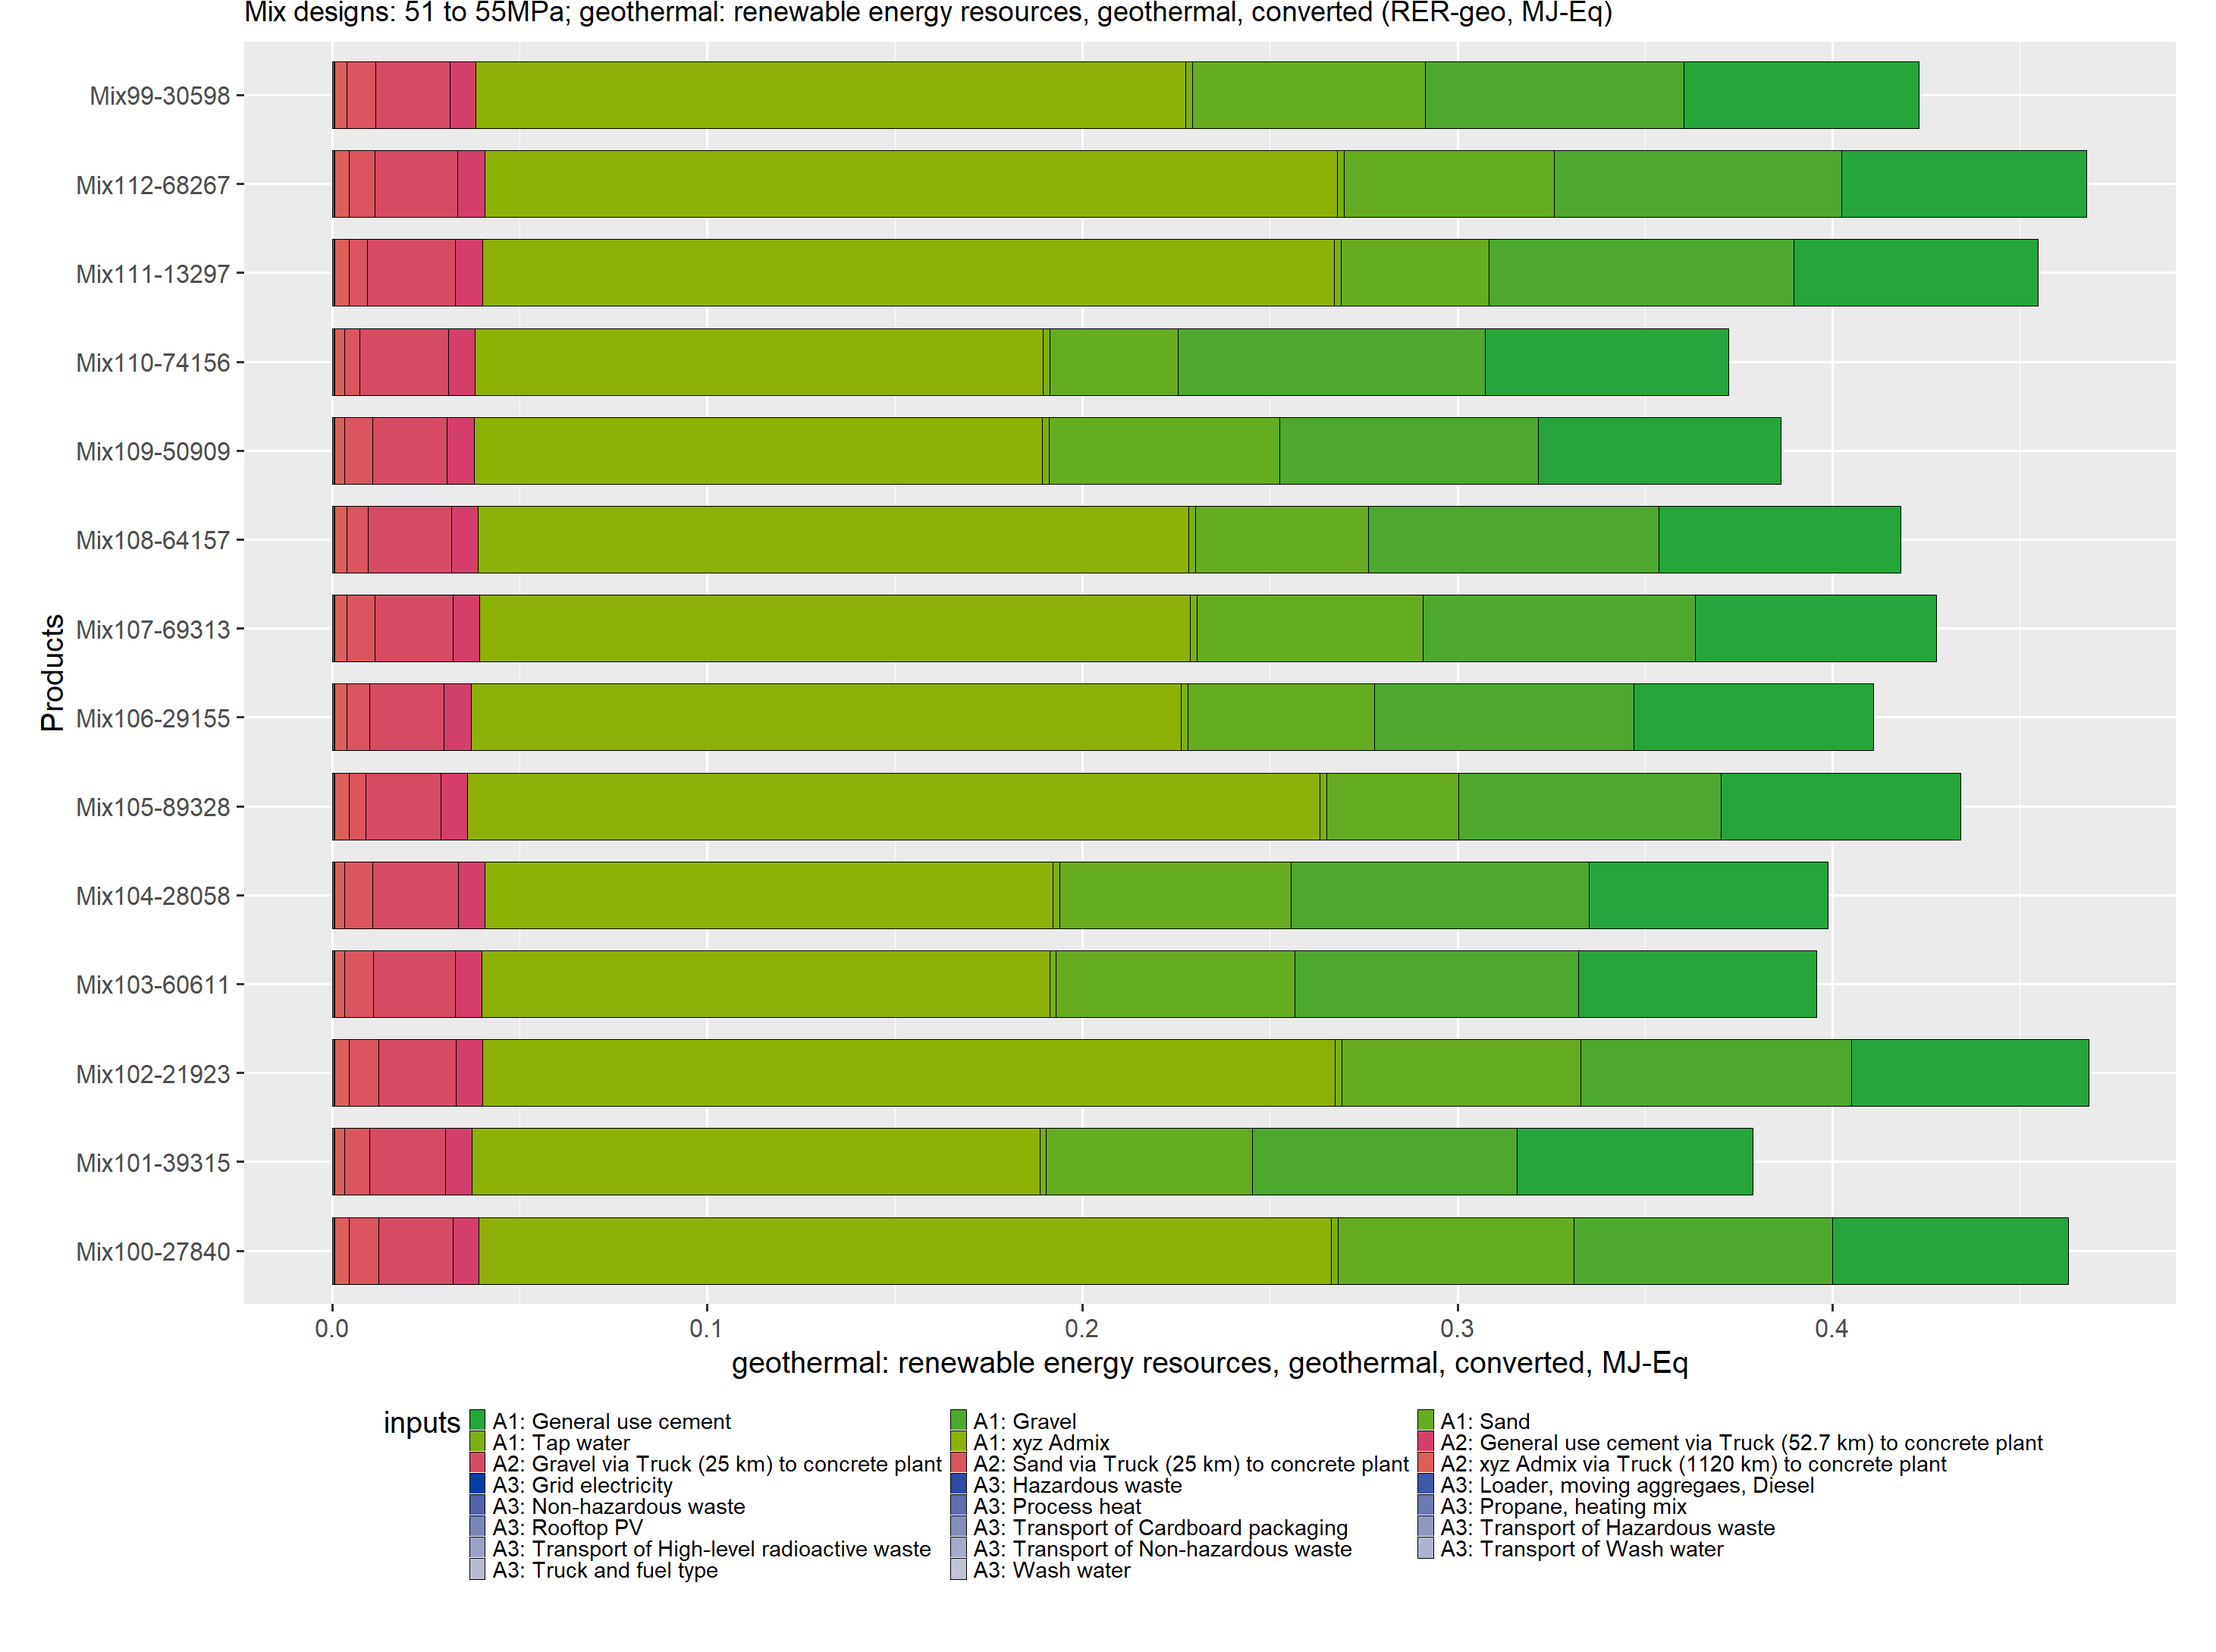 Mix designs: 51 to 55MPa; geothermal: renewable energy resources, geothermal, converted (RER-geo, MJ-Eq)
Products
Mix99-30598
Mix112-68267
Mix111-13297
Mix110-74156
Mix109-50909
Mix108-64157
Mix107-69313
Mix106-29155
Mix105-89328
Mix104-28058
Mix103-60611
Mix102-21923
Mix101-39315
Mix100-27840
0.0 0.1 0.2 0.3 0.4
geothermal: renewable energy resources, geothermal, converted, MJ-Eq
inputs
A1: General use cement A1: Gravel A1: Sand
A1: Tap water A1: xyz Admix A2: General use cement via Truck (52.7 km) to concrete plant
A2: Gravel via Truck (25 km) to concrete plant A2: Sand via Truck (25 km) to concrete plant A2: xyz Admix via Truck (1120 km) to concrete plant
A3: Grid electricity A3: Hazardous waste A3: Loader, moving aggregaes, Diesel
A3: Non-hazardous waste A3: Process heat A3: Propane, heating mix
A3: Rooftop PV A3: Transport of Cardboard packaging A3: Transport of Hazardous waste
A3: Transport of High-level radioactive waste A3: Transport of Non-hazardous waste A3: Transport of Wash water
A3: Truck and fuel type A3: Wash water